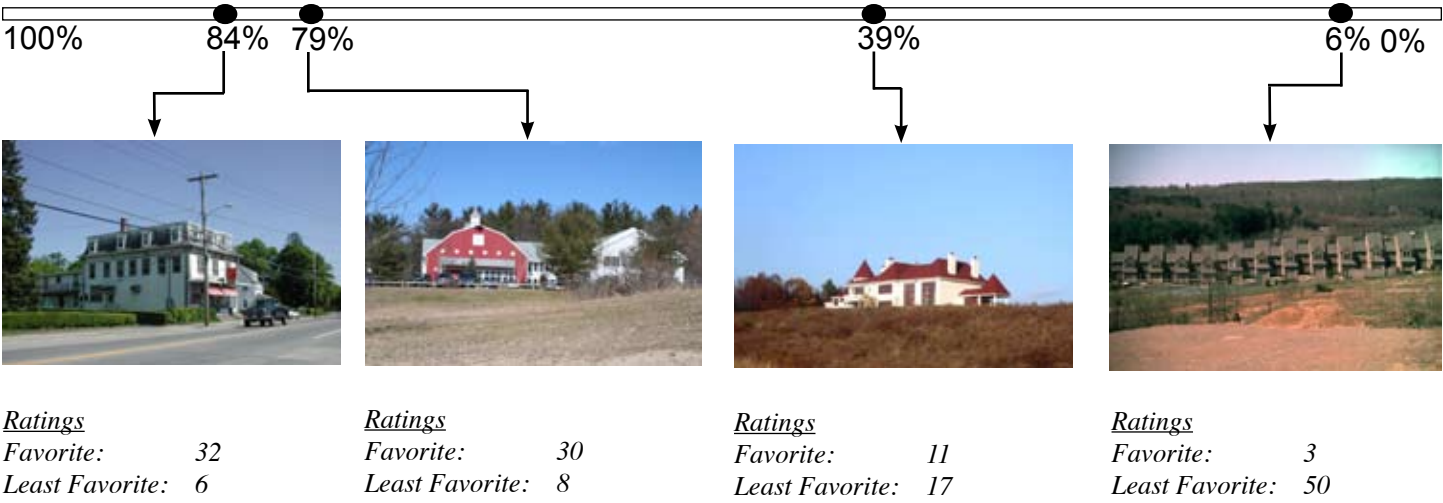 100% 84% 79% 39% 6% 0%
Ratings
Favorite: 32
Least Favorite: 6
Ratings
Favorite: 30
Least Favorite: 8
Ratings
Favorite: 11
Least Favorite: 17
Ratings
Favorite: 3
Least Favorite: 50